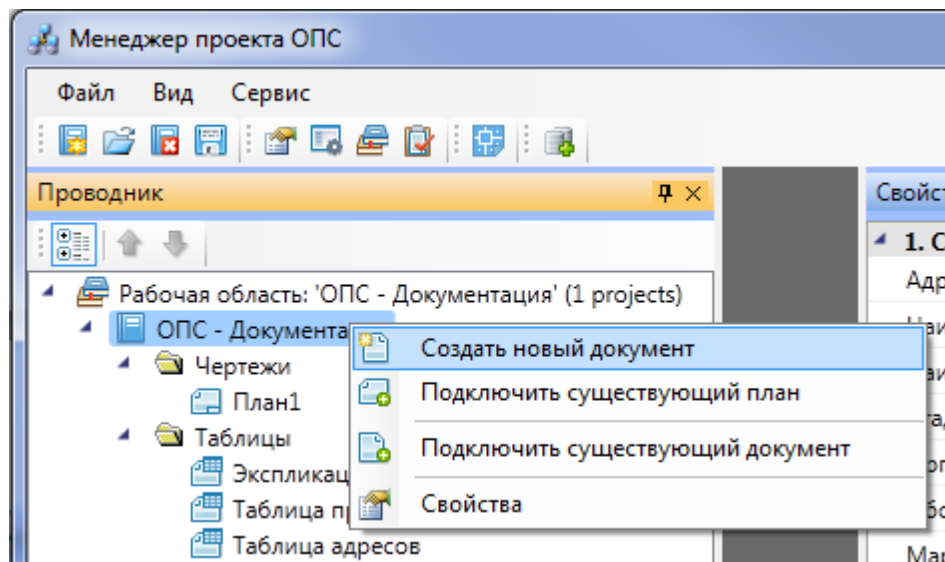 Менеджер проекта ОПС
Файл Вид Сервис
Проводник
Рабочая область: 'ОПС - Документация' (1 projects)
ОПС - Документа
Создать новый документ
Чертежи
Подключить существующий план
План1
Таблицы
Подключить существующий документ
Свойства
Таблица адресов